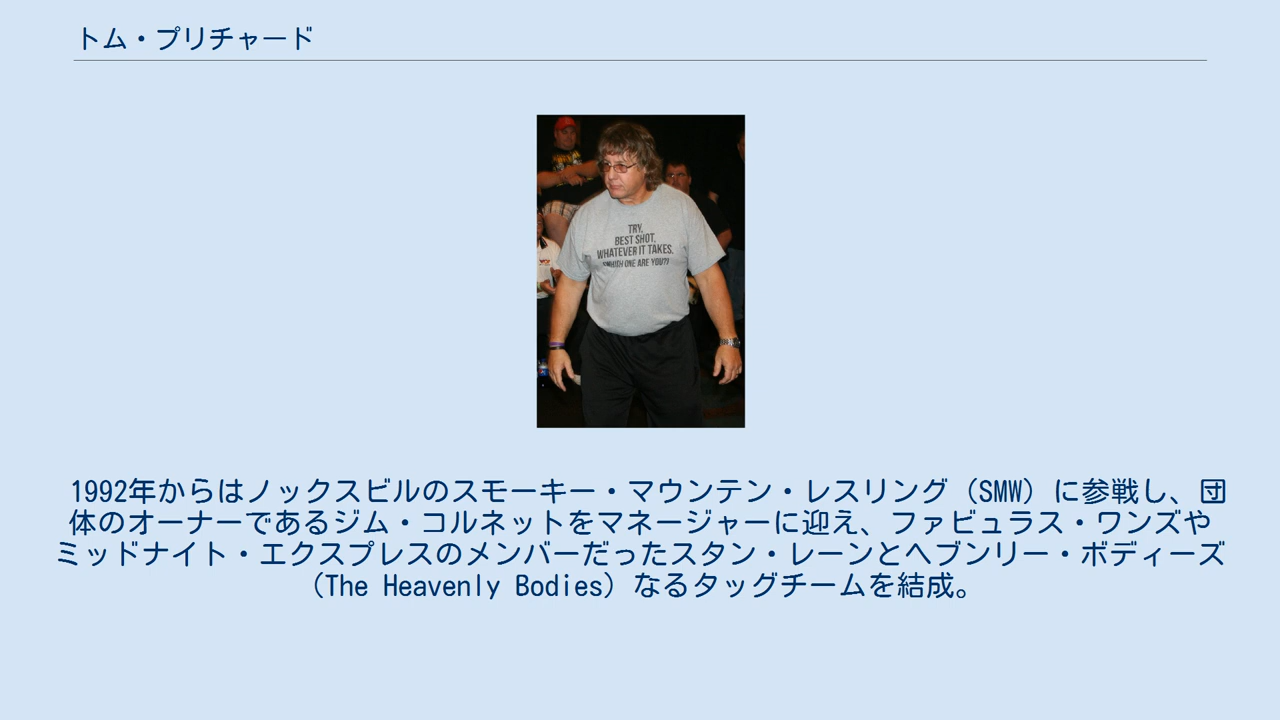 トム・プリチャード
TRY.
BEST SHOT.
WHATEVER IT TAKES.
WHICH ONE ARE YOU?!
1992年からはノックスビルのスモーキー・マウンテン・レスリング（SMW）に参戦し、団
体のオーナーであるジム・コルネットをマネージャーに迎え、ファビュラス・ワンズや
ミッドナイト・エクスプレスのメンバーだったスタン・レーンとヘブンリー・ボディーズ
（The Heavenly Bodies）なるタッグチームを結成。